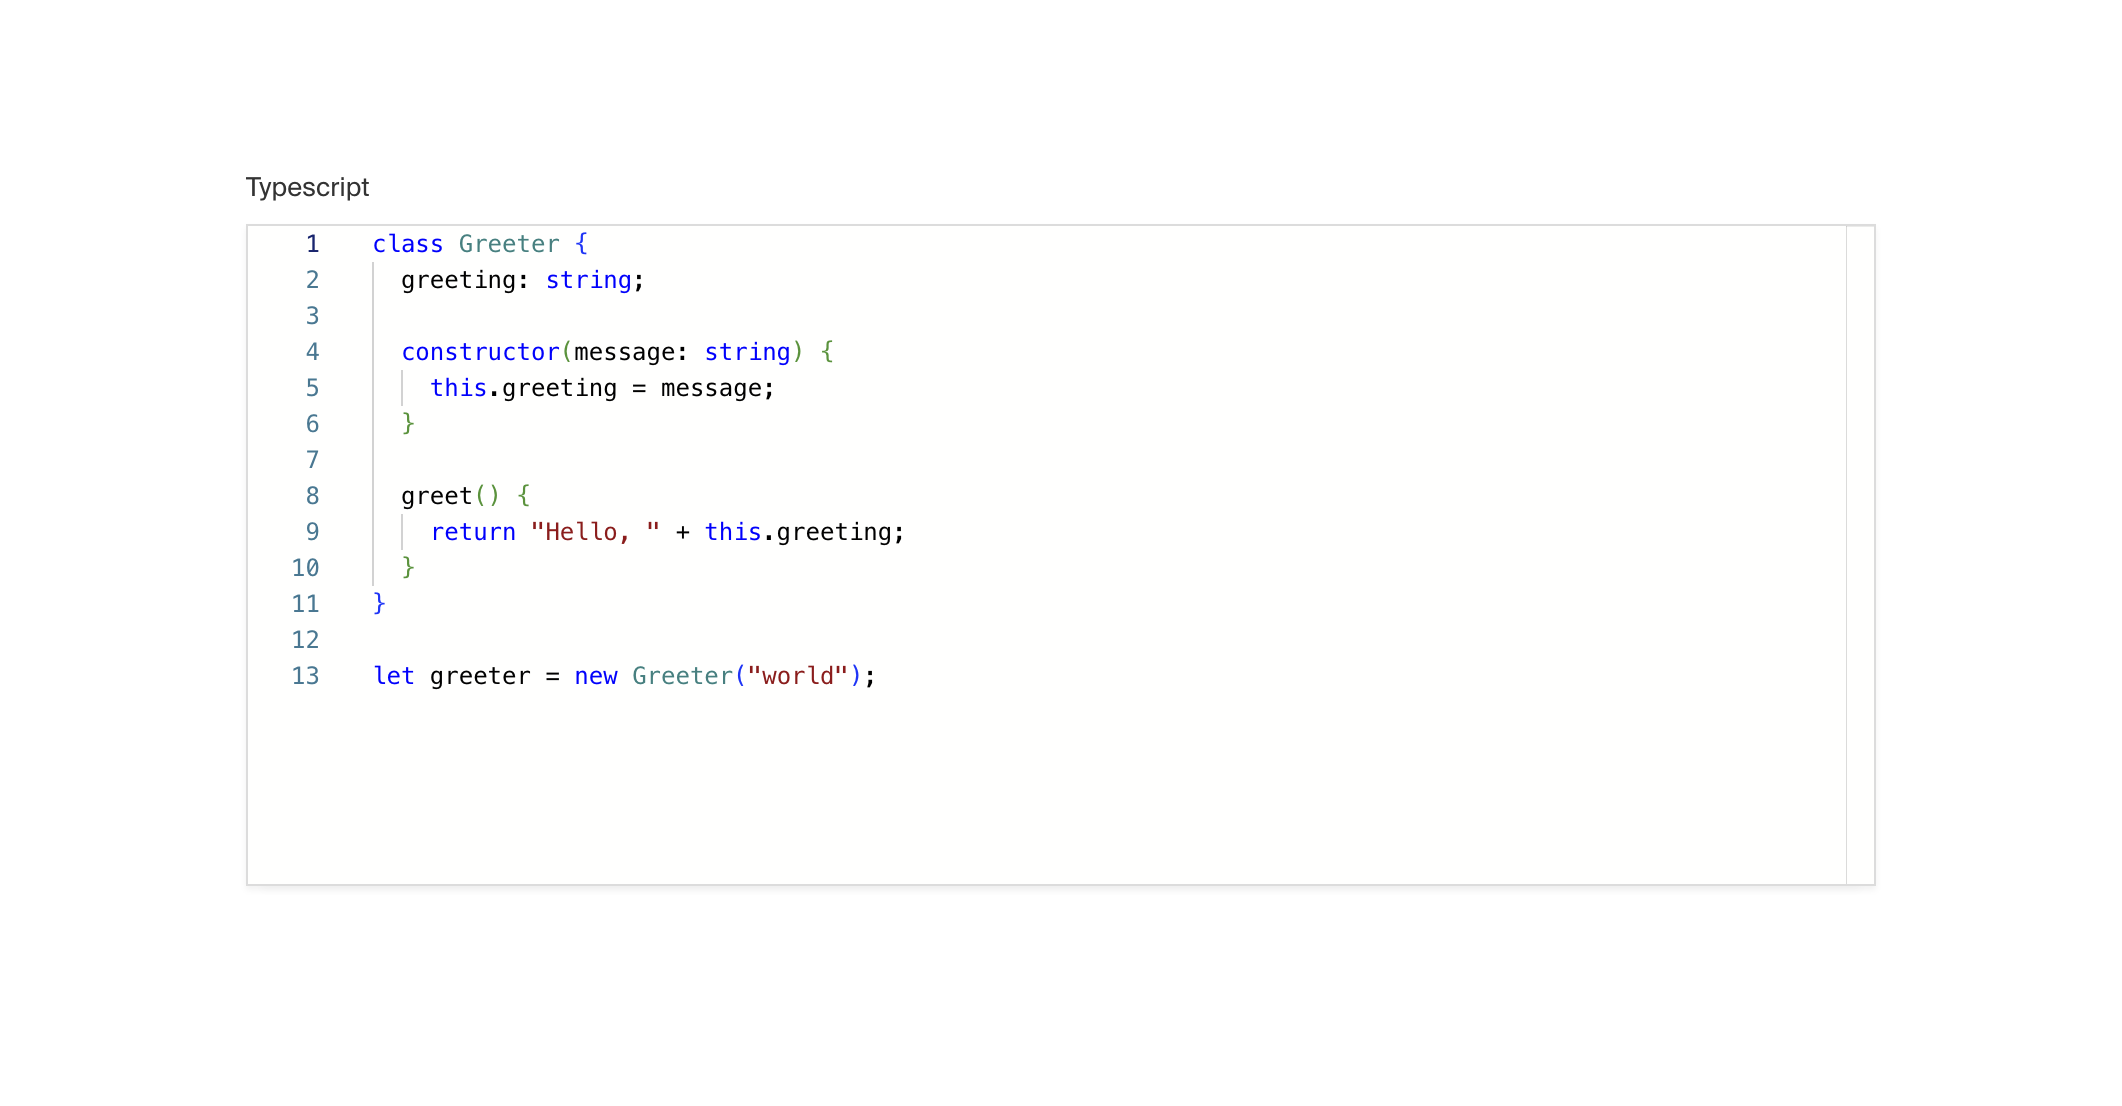 Typescript
1 class Greeter {
2   greeting: string;
3
4   constructor(message: string) {
5     this.greeting = message;
6   }
7
8   greet() {
9     return "Hello, " + this.greeting;
10   }
11 }
12
13 let greeter = new Greeter("world");